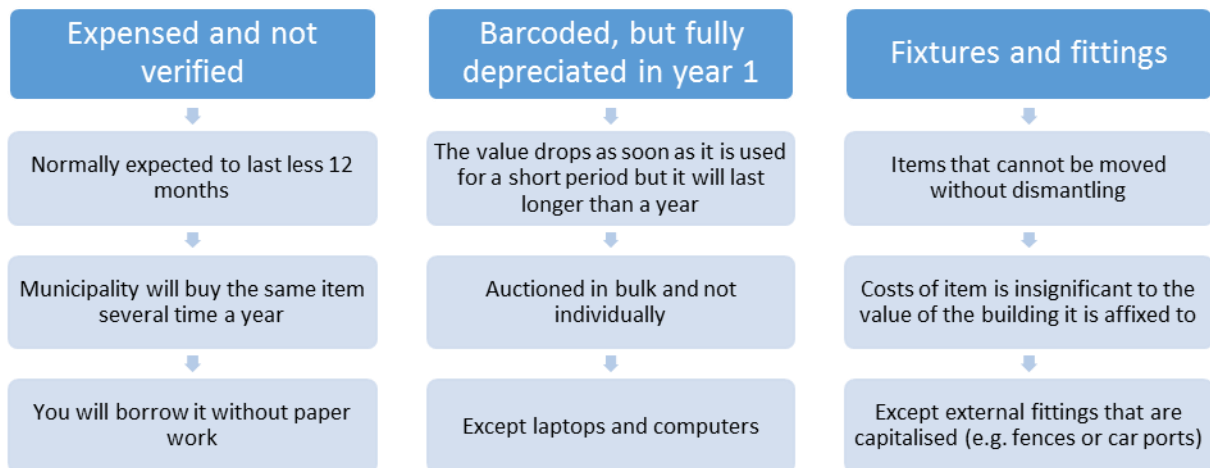 Expensed and not
verified
Normally expected to last less 12
months
Municipality will buy the same item
several time a year
You will borrow it without paper
work
Barcoded, but fully
depreciated in year 1
The value drops as soon as it is used
for a short period but it will last
longer than a year
Auctioned in bulk and not
individually
Except laptops and computers
Fixtures and fittings
Items that cannot be moved
without dismantling
Costs of item is insignificant to the
value of the building it is affixed to
Except external fittings that are
capitalised (e.g. fences or car ports)